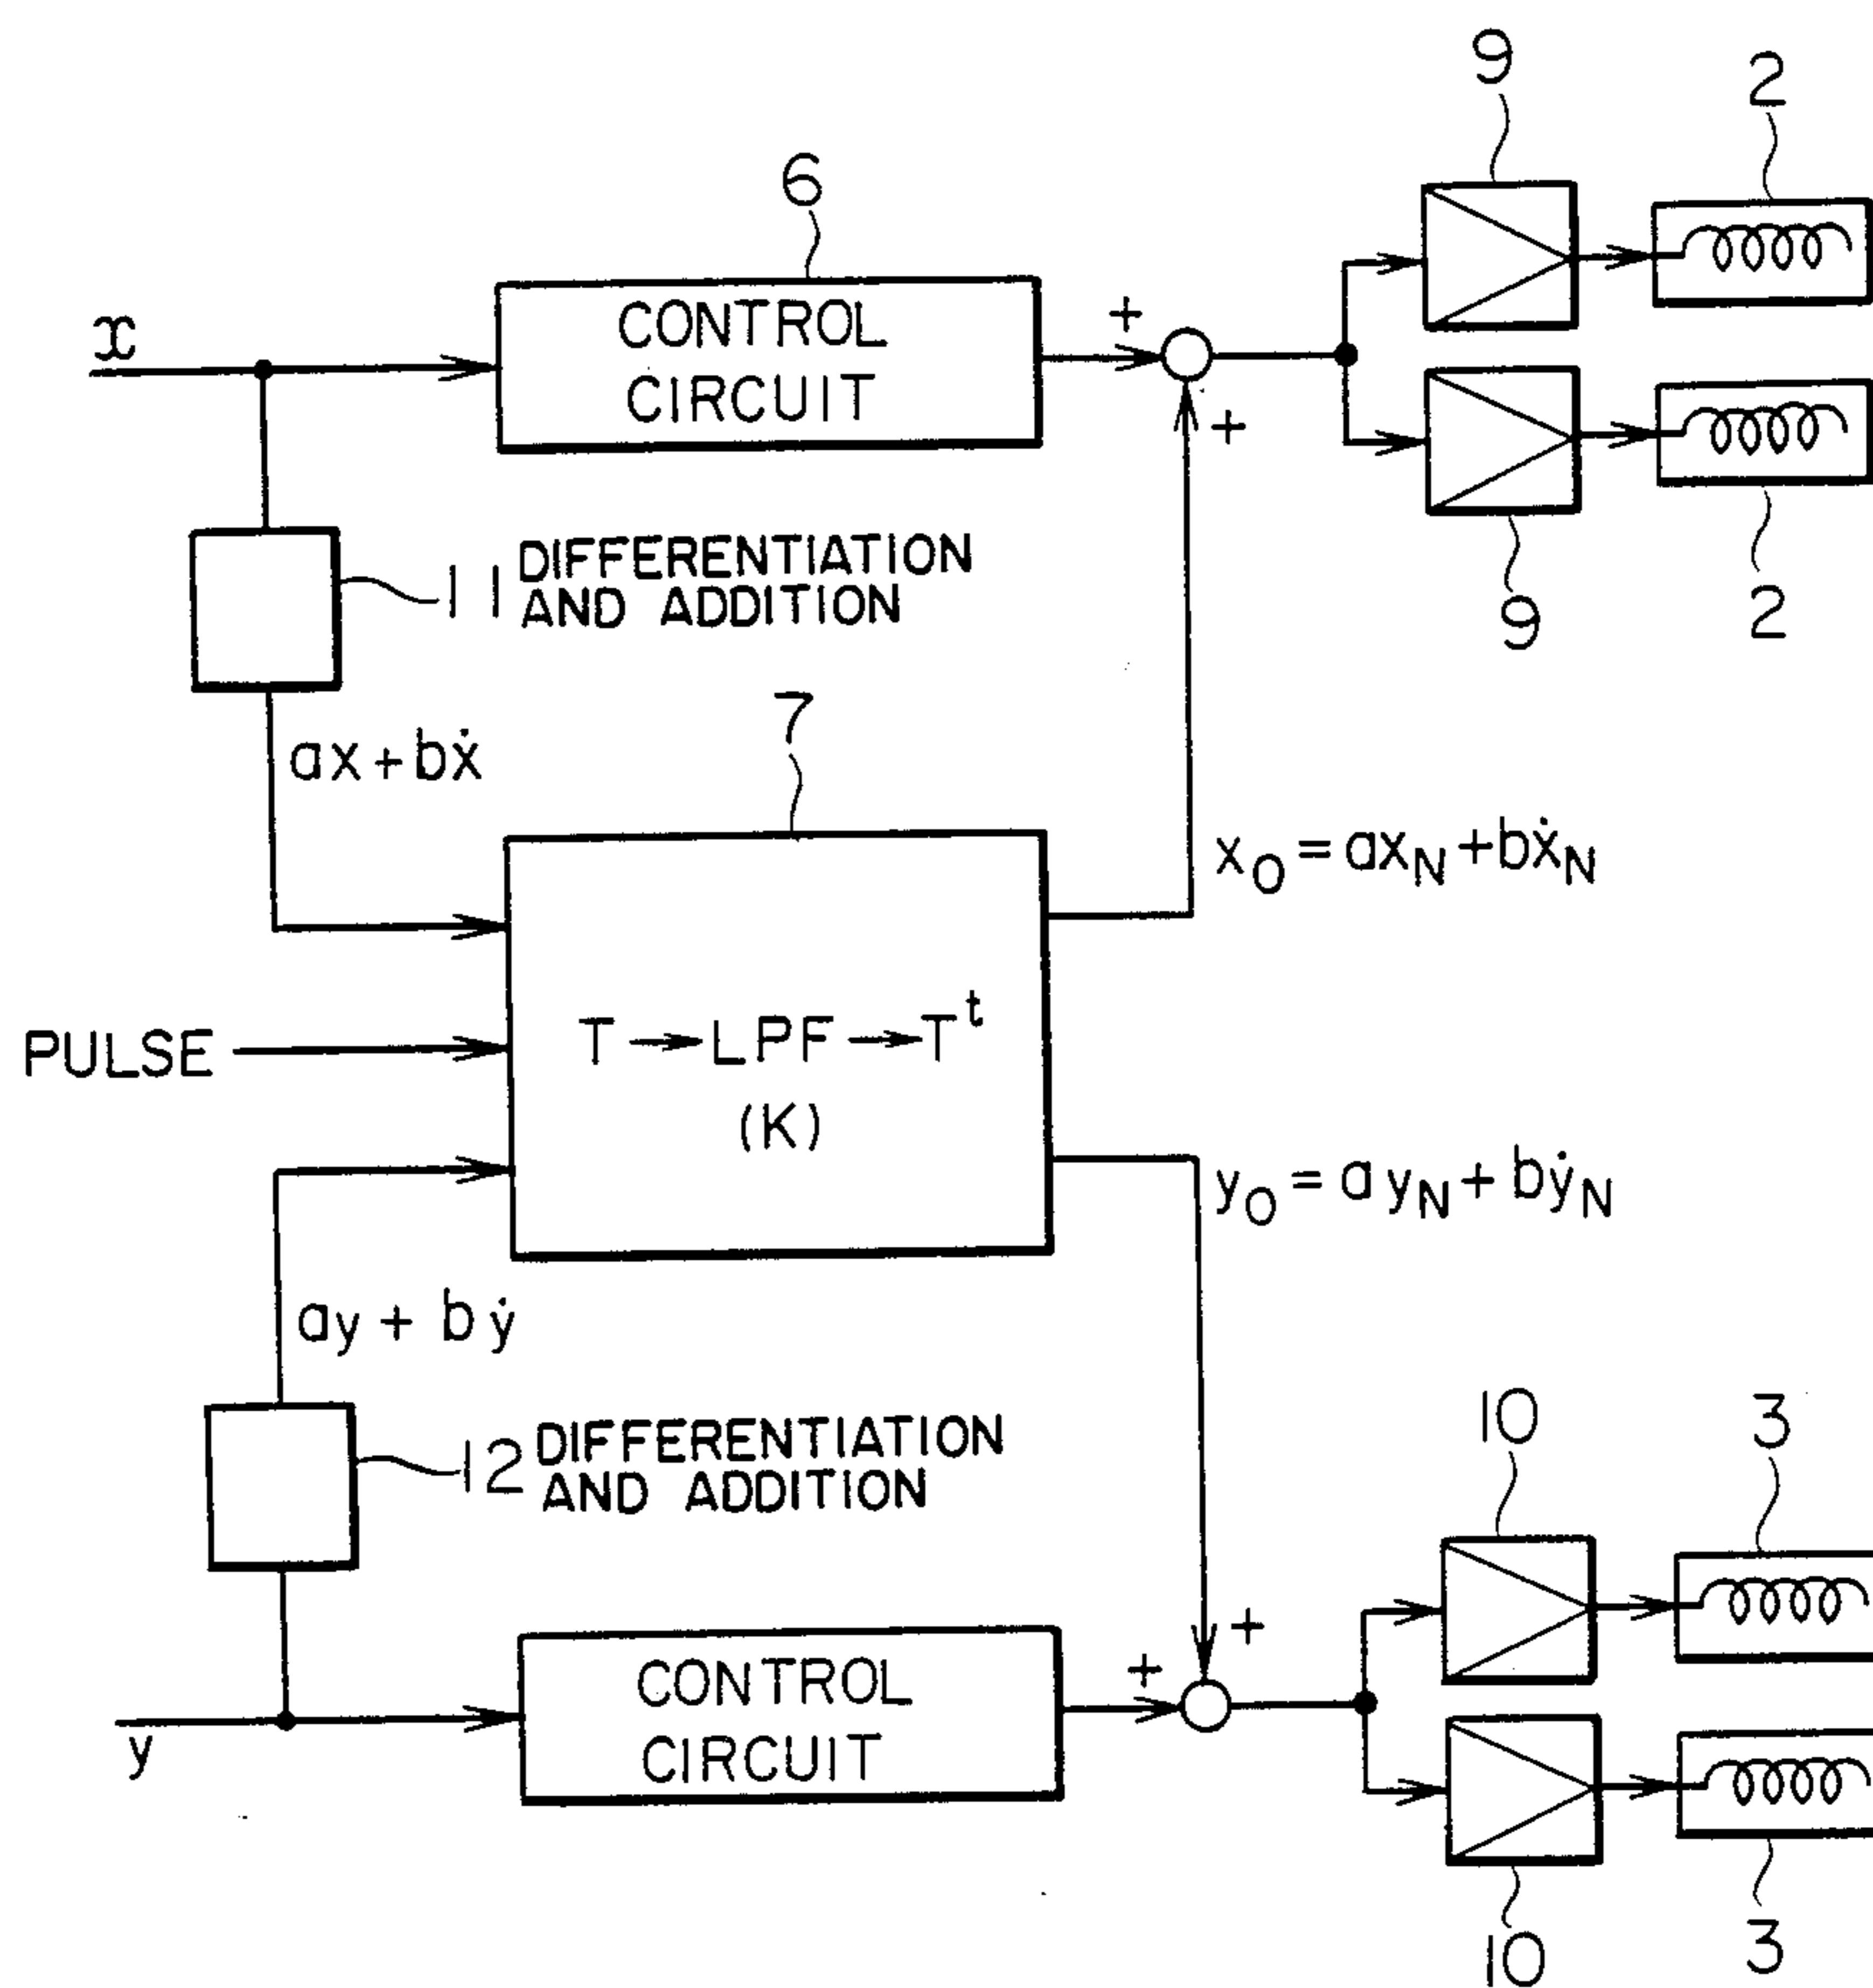 9
2
6
x
CONTROL
CIRCUIT
+
+
9
2
11 DIFFERENTIATION
AND ADDITION
ax+bẋ
7
x₀ = axN + bẋN
PULSE
T → LPF → Tᵗ
(K)
y₀ = ayN + bẏN
ay + bẏ
12 DIFFERENTIATION
AND ADDITION
10
3
y
CONTROL
CIRCUIT
+
+
10
3